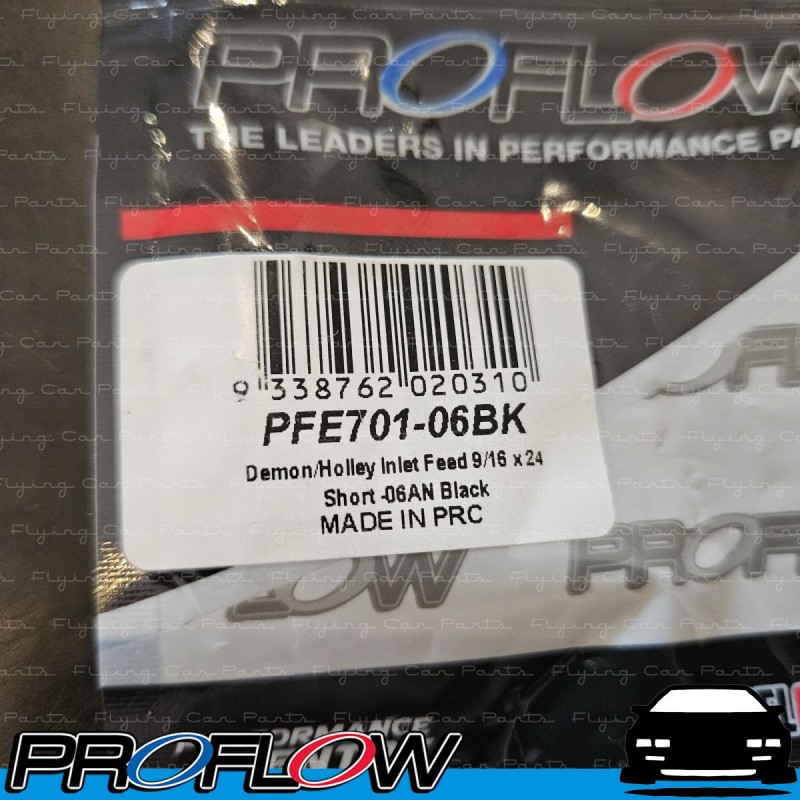 PROFLOW
THE LEADERS IN PERFORMANCE PA
9 338762 020310
PFE701-06BK
Demon/Holley Inlet Feed 9/16 x 24
Short -06AN Black
MADE IN PRC
PROFLOW
Flying Car Parts
PROFLOW